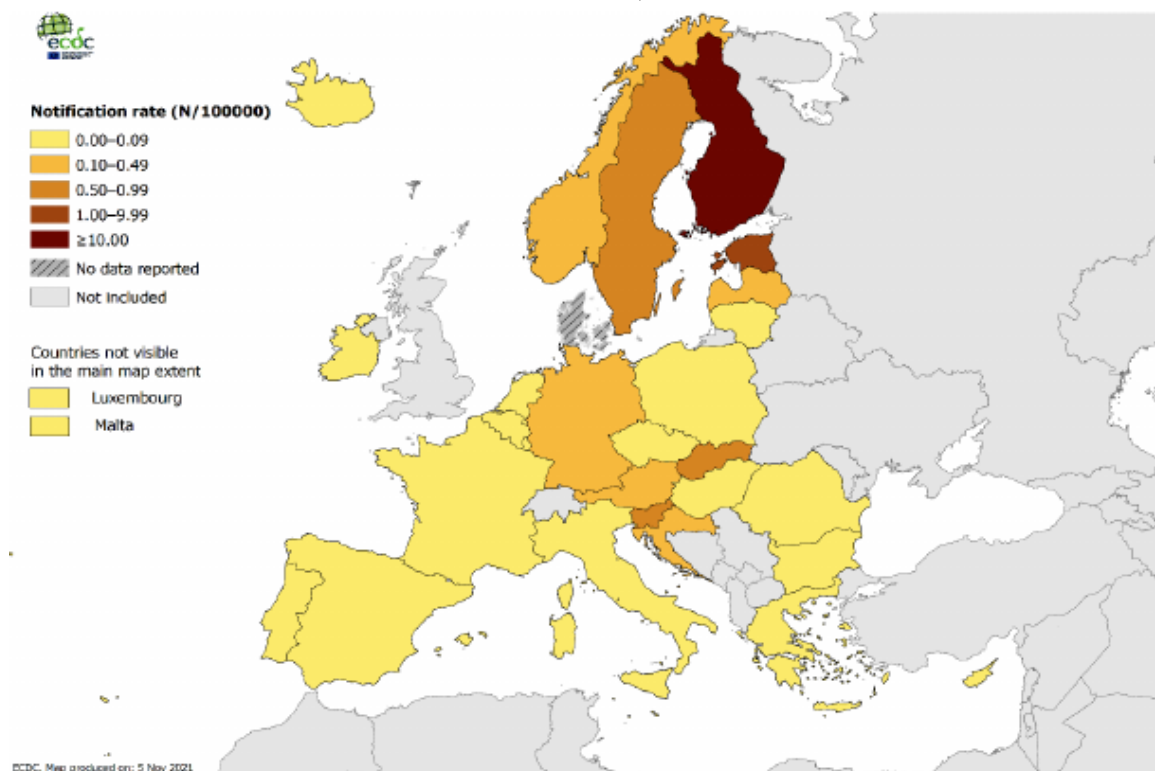 ecdc
Notification rate (N/100000)
0.00–0.09
0.10–0.49
0.50–0.99
1.00–9.99
≥10.00
No data reported
Not Included
Countries not visible
in the main map extent
Luxembourg
Malta
ECDC. Map produced on: 5 Nov 2021